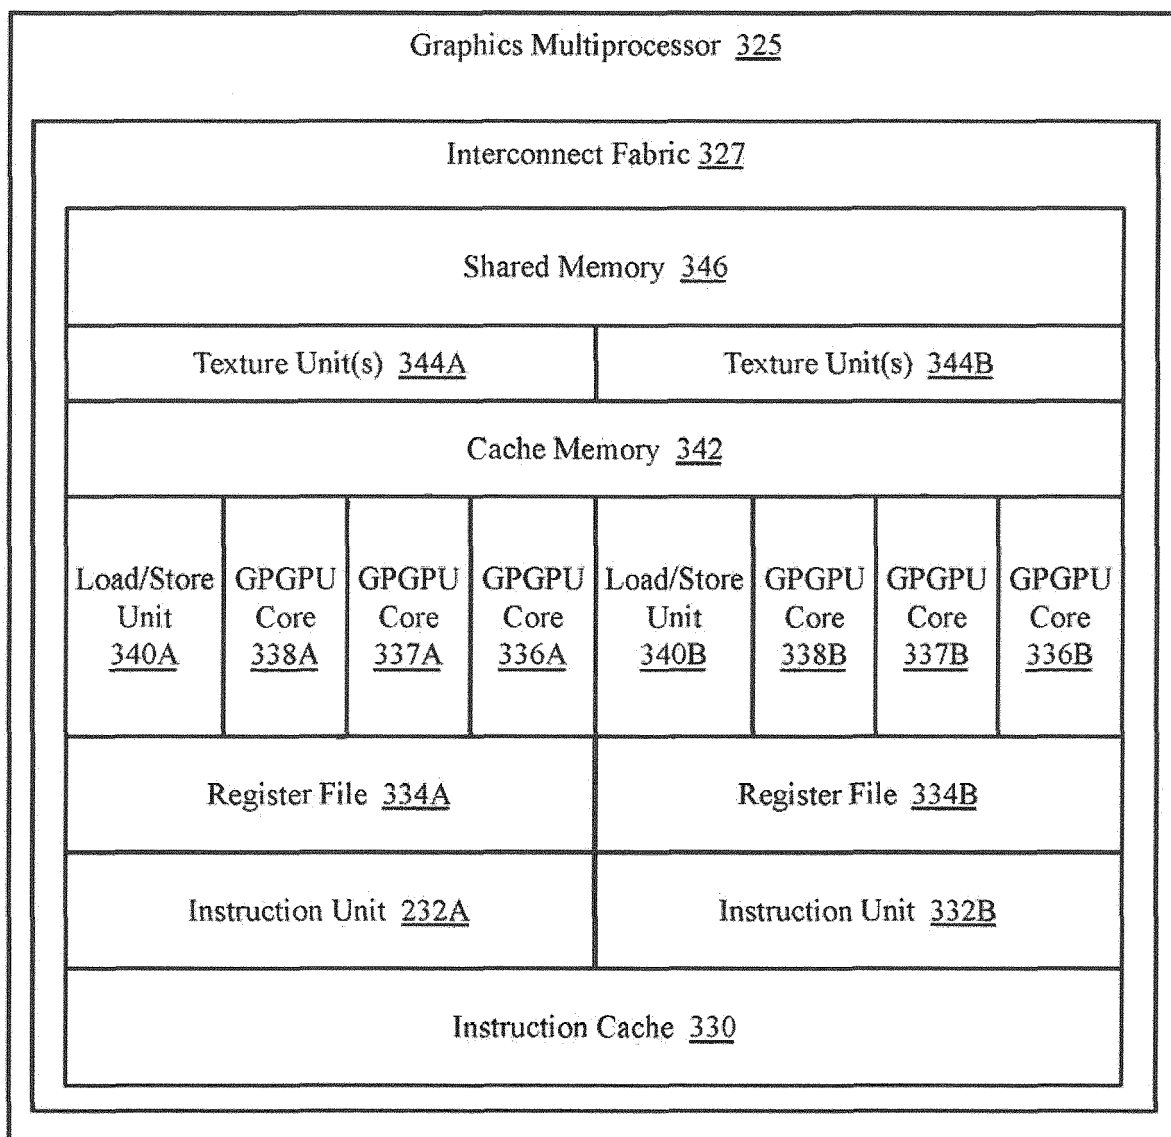 Graphics Multiprocessor 325
Interconnect Fabric 327
Shared Memory 346
Texture Unit(s) 344A
Texture Unit(s) 344B
Cache Memory 342
Load/Store
Unit
340A
GPGPU
Core
338A
GPGPU
Core
337A
GPGPU
Core
336A
Load/Store
Unit
340B
GPGPU
Core
338B
GPGPU
Core
337B
GPGPU
Core
336B
Register File 334A
Register File 334B
Instruction Unit 232A
Instruction Unit 332B
Instruction Cache 330